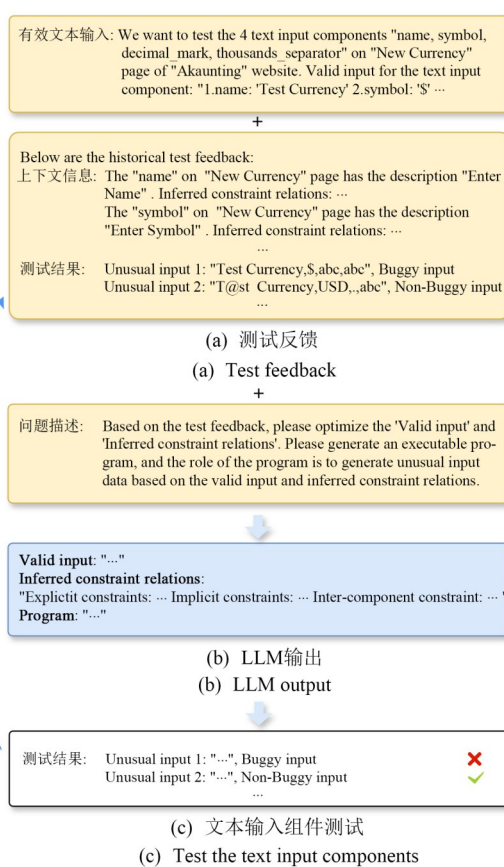 有效文本输入: We want to test the 4 text input components "name, symbol,
decimal_mark, thousands_separator" on "New Currency"
page of "Akaunting" website. Valid input for the text input
component: "1.name: 'Test Currency' 2.symbol: '$' ···
+
Below are the historical test feedback:
上下文信息: The "name" on "New Currency" page has the description "Enter
Name" . Inferred constraint relations: ···
The "symbol" on "New Currency" page has the description
"Enter Symbol" . Inferred constraint relations: ···
···
测试结果: Unusual input 1: "Test Currency,$,abc,abc", Buggy input
Unusual input 2: "T@st Currency,USD,.,abc", Non-Buggy input
···
(a) 测试反馈
(a) Test feedback
+
问题描述: Based on the test feedback, please optimize the 'Valid input' and
'Inferred constraint relations'. Please generate an executable pro-
gram, and the role of the program is to generate unusual input
data based on the valid input and inferred constraint relations.
Valid input: "···"
Inferred constraint relations:
"Explictit constraints: ··· Implicit constraints: ··· Inter-component constraint: ··· "
Program: "···"
(b) LLM输出
(b) LLM output
测试结果: Unusual input 1: "···", Buggy input
Unusual input 2: "···", Non-Buggy input
···
(c) 文本输入组件测试
(c) Test the text input components